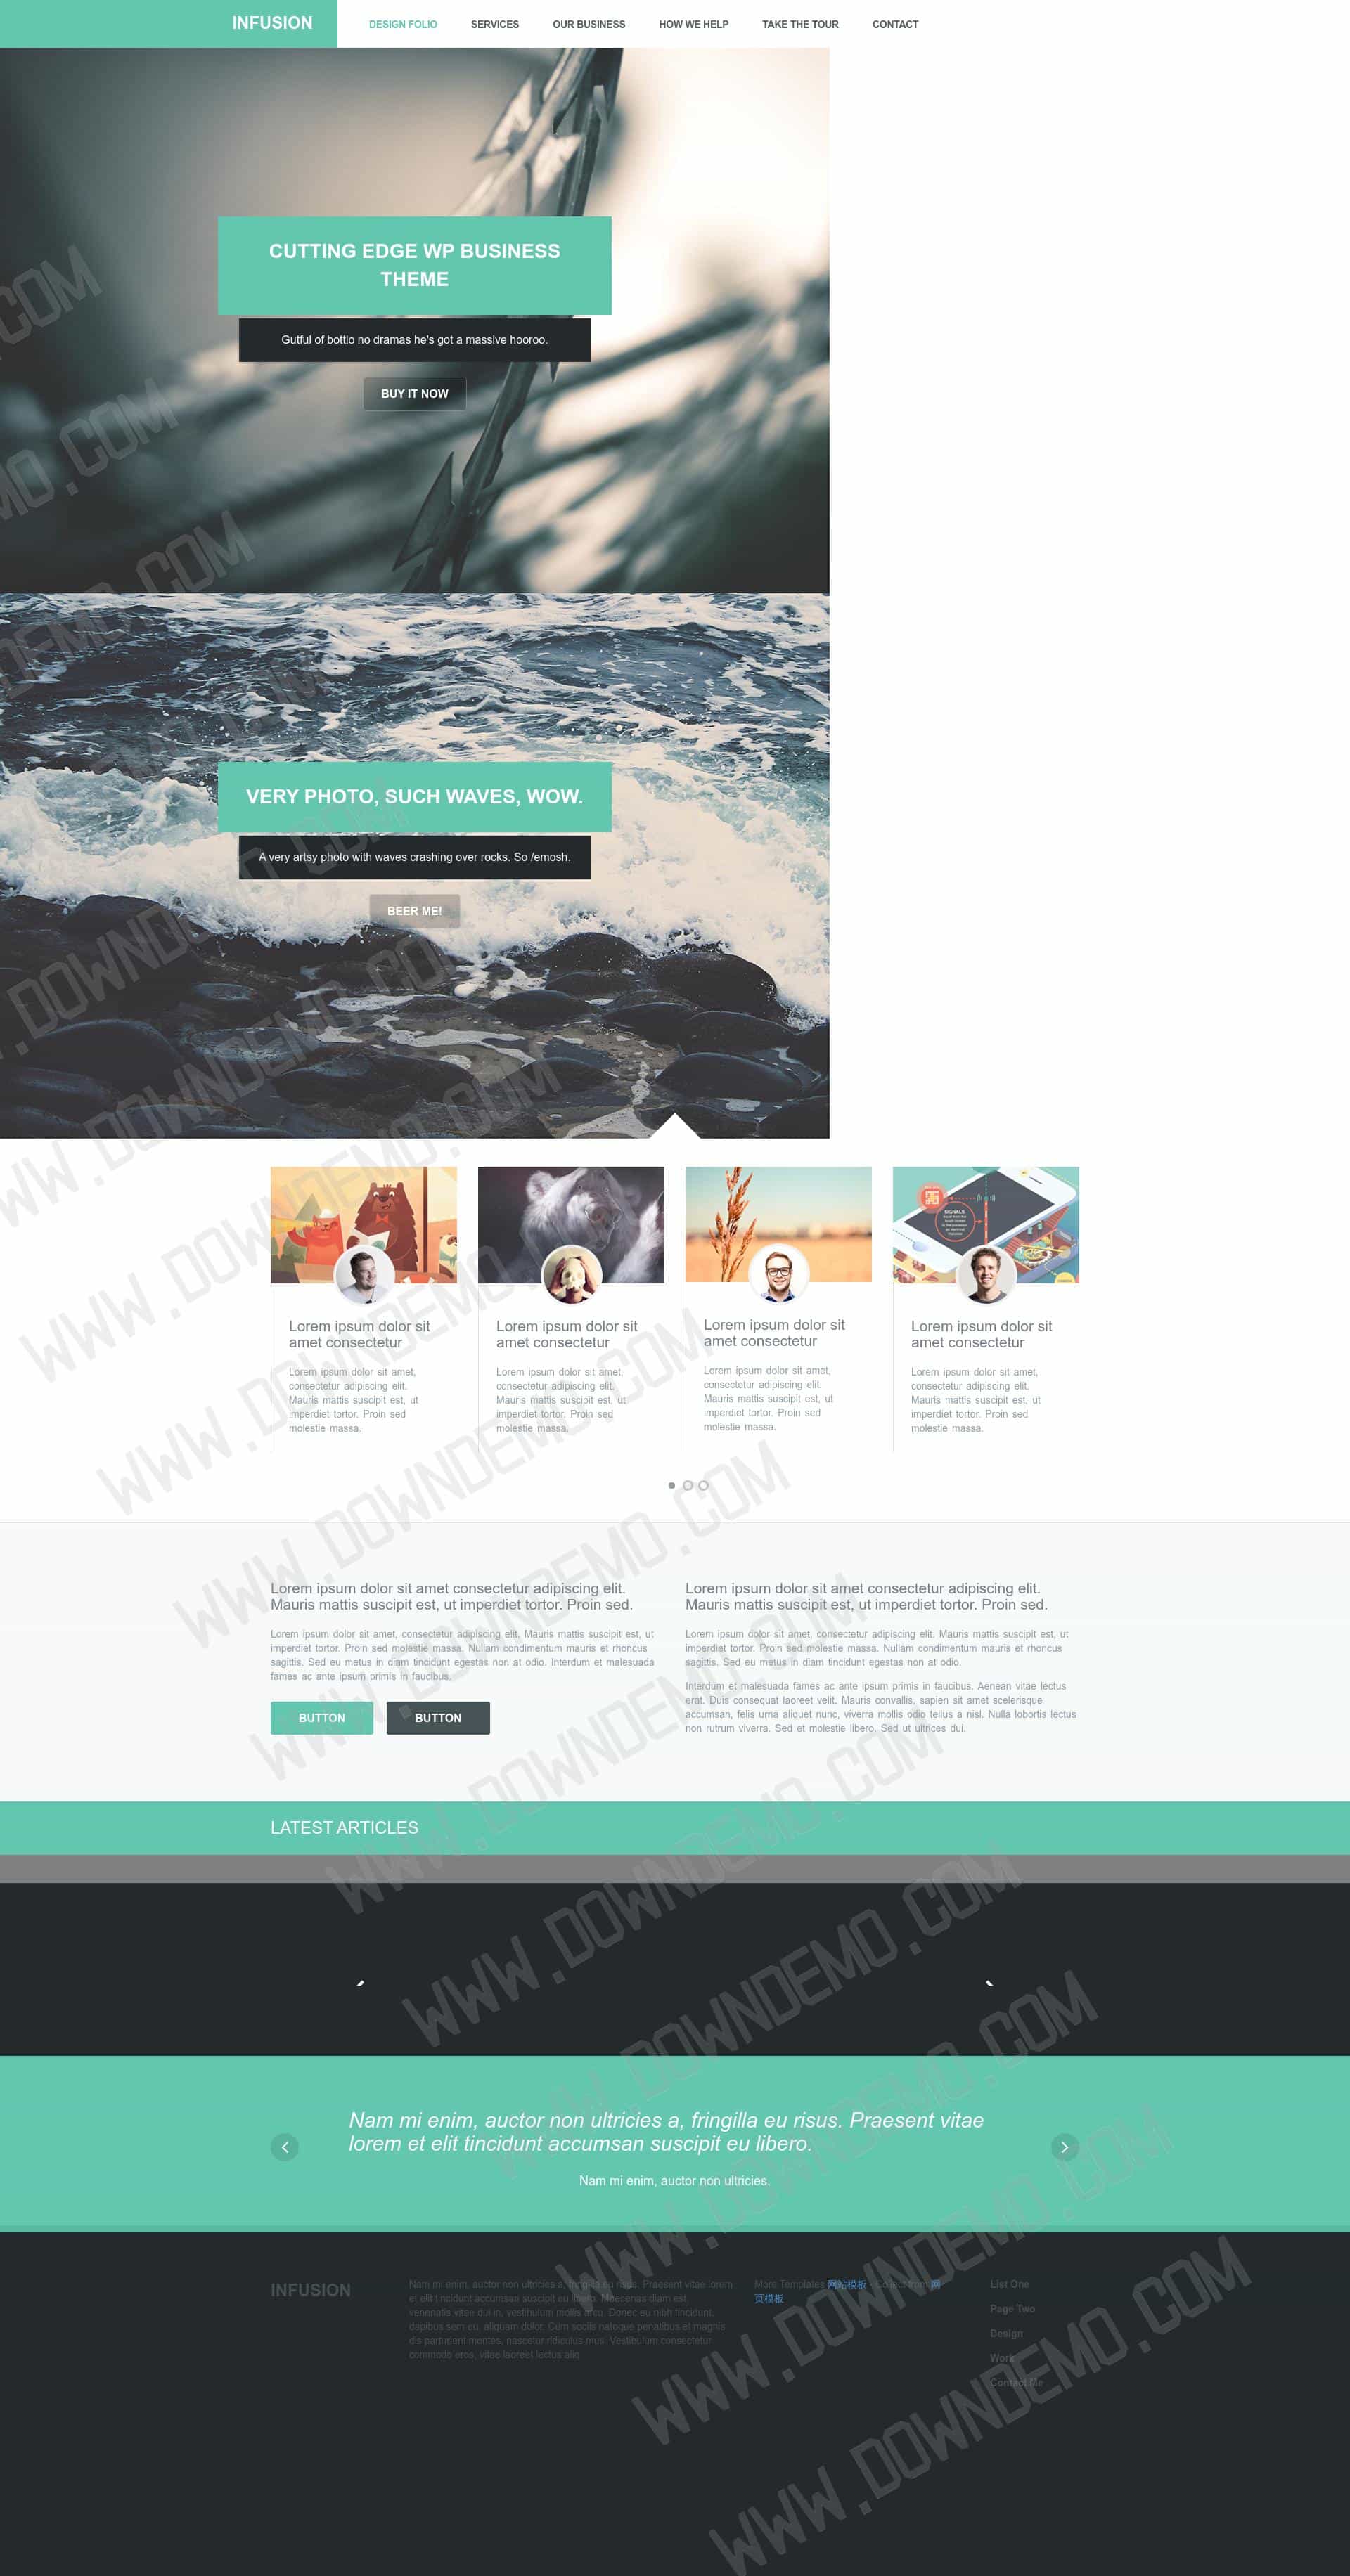 INFUSION
DESIGN FOLIO
SERVICES
OUR BUSINESS
HOW WE HELP
TAKE THE TOUR
CONTACT
CUTTING EDGE WP BUSINESS
THEME
Gutful of bottlo no dramas he's got a massive hooroo.
BUY IT NOW
VERY PHOTO, SUCH WAVES, WOW.
A very artsy photo with waves crashing over rocks. So /emosh.
BEER ME!
SIGNALS
Lorem ipsum dolor sit
amet consectetur
Lorem ipsum dolor sit amet,
consectetur adipiscing elit.
Mauris mattis suscipit est, ut
imperdiet tortor. Proin sed
molestie massa.
Lorem ipsum dolor sit
amet consectetur
Lorem ipsum dolor sit amet,
consectetur adipiscing elit.
Mauris mattis suscipit est, ut
imperdiet tortor. Proin sed
molestie massa.
Lorem ipsum dolor sit
amet consectetur
Lorem ipsum dolor sit amet,
consectetur adipiscing elit.
Mauris mattis suscipit est, ut
imperdiet tortor. Proin sed
molestie massa.
Lorem ipsum dolor sit
amet consectetur
Lorem ipsum dolor sit amet,
consectetur adipiscing elit.
Mauris mattis suscipit est, ut
imperdiet tortor. Proin sed
molestie massa.
Lorem ipsum dolor sit amet consectetur adipiscing elit.
Mauris mattis suscipit est, ut imperdiet tortor. Proin sed.
Lorem ipsum dolor sit amet, consectetur adipiscing elit. Mauris mattis suscipit est, ut
imperdiet tortor. Proin sed molestie massa. Nullam condimentum mauris et rhoncus
sagittis. Sed eu metus in diam tincidunt egestas non at odio. Interdum et malesuada
fames ac ante ipsum primis in faucibus.
BUTTON
BUTTON
Lorem ipsum dolor sit amet consectetur adipiscing elit.
Mauris mattis suscipit est, ut imperdiet tortor. Proin sed.
Lorem ipsum dolor sit amet, consectetur adipiscing elit. Mauris mattis suscipit est, ut
imperdiet tortor. Proin sed molestie massa. Nullam condimentum mauris et rhoncus
sagittis. Sed eu metus in diam tincidunt egestas non at odio.
Interdum et malesuada fames ac ante ipsum primis in faucibus. Aenean vitae lectus
erat. Duis consequat laoreet velit. Mauris convallis, sapien sit amet scelerisque
accumsan, felis urna aliquet nunc, viverra mollis odio tellus a nisl. Nulla lobortis lectus
non rutrum viverra. Sed et molestie libero. Sed ut ultrices dui.
LATEST ARTICLES
Nam mi enim, auctor non ultricies a, fringilla eu risus. Praesent vitae
lorem et elit tincidunt accumsan suscipit eu libero.
Nam mi enim, auctor non ultricies.
INFUSION
Nam mi enim, auctor non ultricies a, fringilla eu risus. Praesent vitae lorem
et elit tincidunt accumsan suscipit eu libero. Maecenas diam est,
venenatis vitae dui in, vestibulum mollis arcu. Donec eu nibh tincidunt,
dapibus sem eu, aliquam dolor. Cum sociis natoque penatibus et magnis
dis parturient montes, nascetur ridiculus mus. Vestibulum consectetur
commodo eros, vitae laoreet lectus aliq
More Templates 网站模板 - Collect from 网
页模板
List One
Page Two
Design
Work
Contact Me
WWW.DOWNDEMO.COM